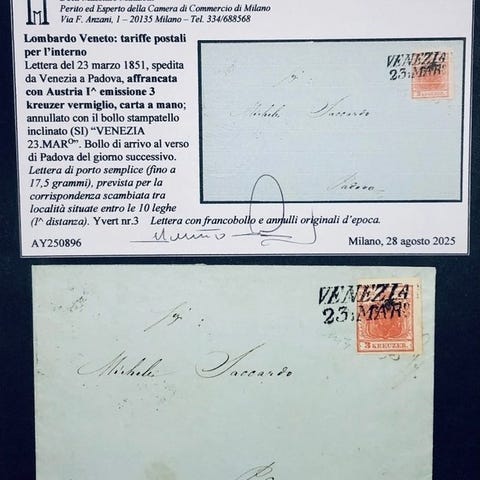 Perito ed Esperto della Camera di Commercio di Milano
Via F. Anzani, 1 – 20135 Milano - Tel. 334/688568
Lombardo Veneto: tariffe postali
per l'interno
Lettera del 23 marzo 1851, spedita
da Venezia a Padova, affrancata
con Austria I^ emissione 3
kreuzer vermiglio, carta a mano;
annullato con il bollo stampatello
inclinato (SI) “VENEZIA
23.MARº”. Bollo di arrivo al verso
di Padova del giorno successivo.
Lettera di porto semplice (fino a
17,5 grammi), prevista per la
corrispondenza scambiata tra
località situate entro le 10 leghe
(I^ distanza). Yvert nr.3 Lettera con francobollo e annulli originali d'epoca.
AY250896
Milano, 28 agosto 2025
VENEZIA
23.MAR
Michele Saccardo
Padova
VENEZIA
23.MARº
3 KREUZER.
Michele Saccardo